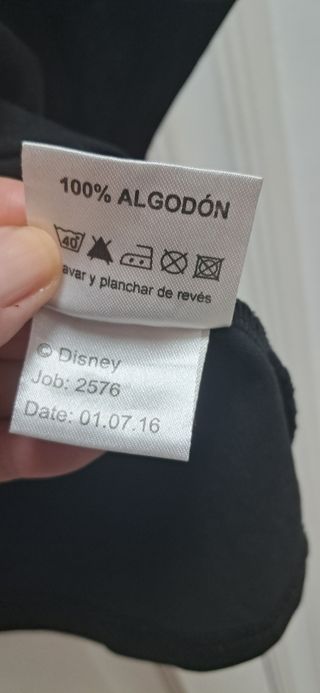 100% ALGODÓN
40
avar y planchar de revés
© Disney
Job: 2576
Date: 01.07.16